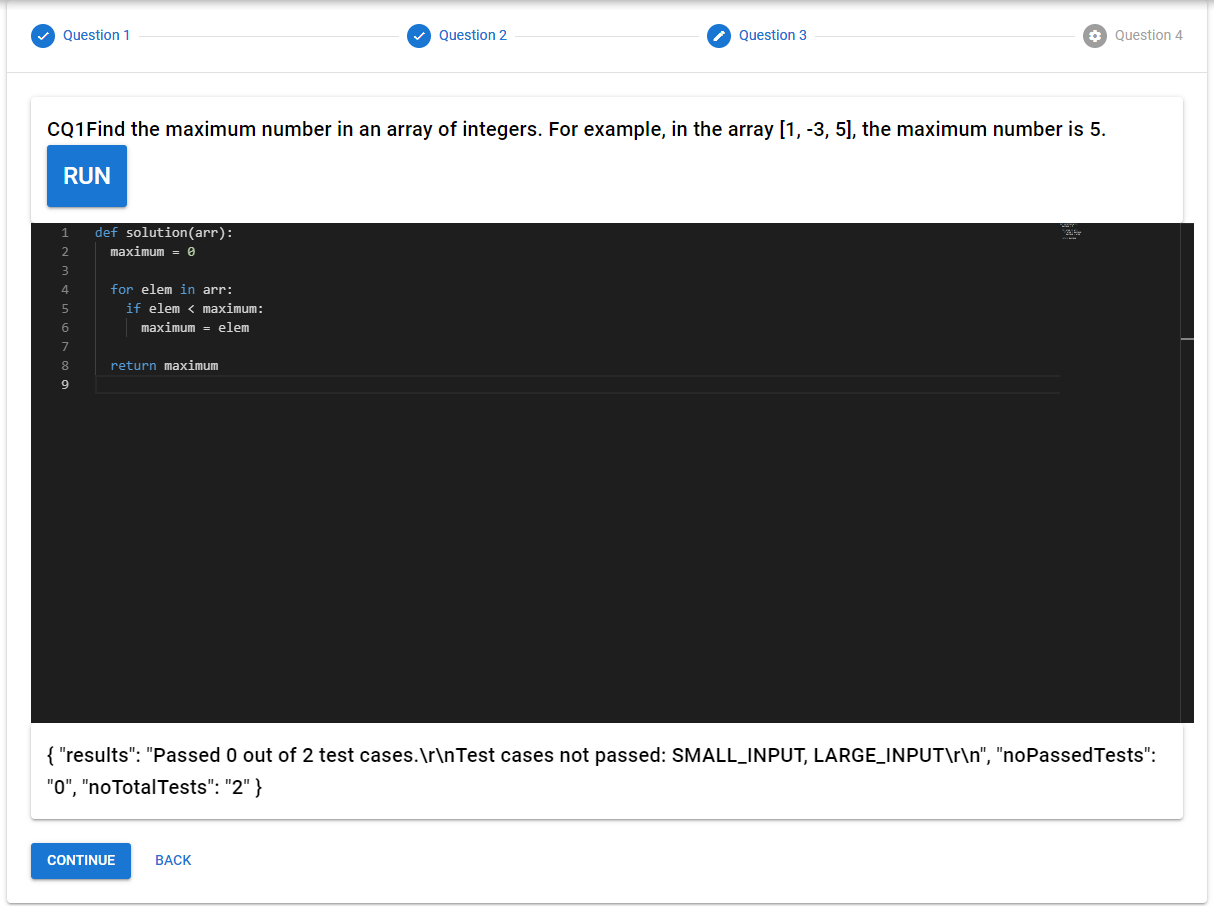 Question 1
Question 2
Question 3
Question 4
CQ1Find the maximum number in an array of integers. For example, in the array [1, -3, 5], the maximum number is 5.
RUN
1 def solution(arr):
2   maximum = 0
3
4   for elem in arr:
5     if elem < maximum:
6       maximum = elem
7
8   return maximum
9
{ "results": "Passed 0 out of 2 test cases.\r\nTest cases not passed: SMALL_INPUT, LARGE_INPUT\r\n", "noPassedTests":
"0", "noTotalTests": "2" }
CONTINUE
BACK